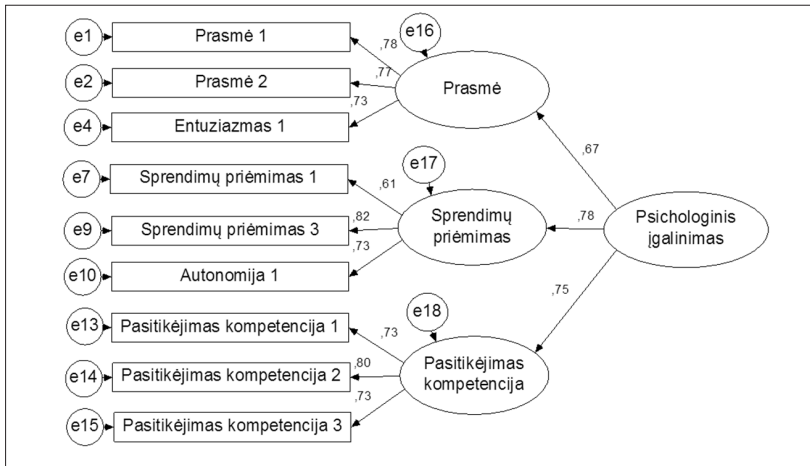 e1
Prasmė 1
,78
e16
e2
Prasmė 2
,77
Prasmė
e4
Entuziazmas 1
,73
,67
e7
Sprendimų priėmimas 1
,61
e17
e9
Sprendimų priėmimas 3
,82
Sprendimų
priėmimas
,78
Psichologinis
įgalinimas
e10
Autonomija 1
,73
,75
e13
Pasitikėjimas kompetencija 1
,73
e18
e14
Pasitikėjimas kompetencija 2
,80
Pasitikėjimas
kompetencija
e15
Pasitikėjimas kompetencija 3
,73